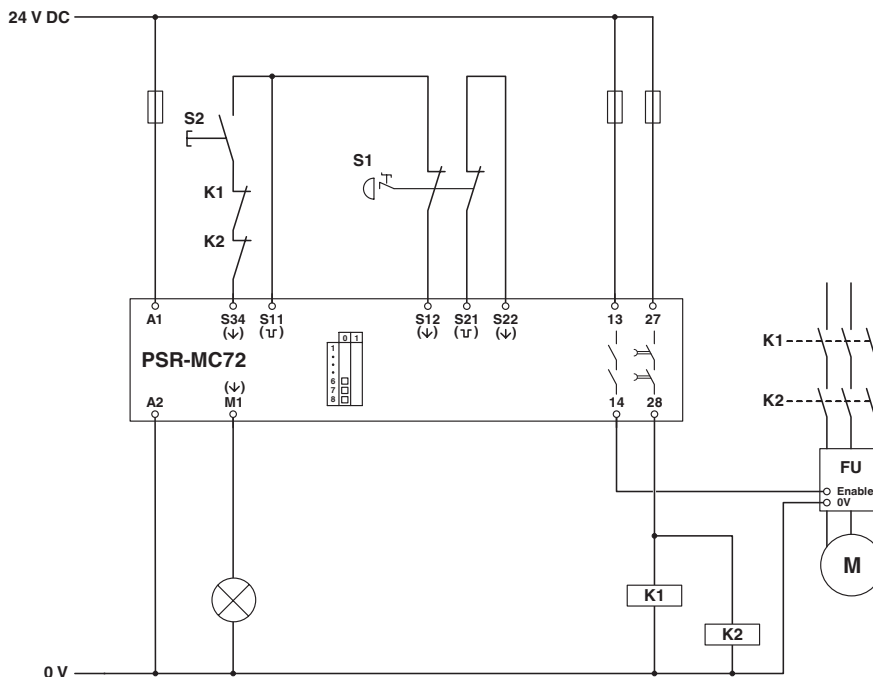 24 V DC
S2
S1
K1
K2
A1
S34
S11
S12
S21
S22
13
27
PSR-MC72
0 1
1
6
7
8
A2
M1
14
28
K1
K2
FU
Enable
0V
M
K1
K2
0 V